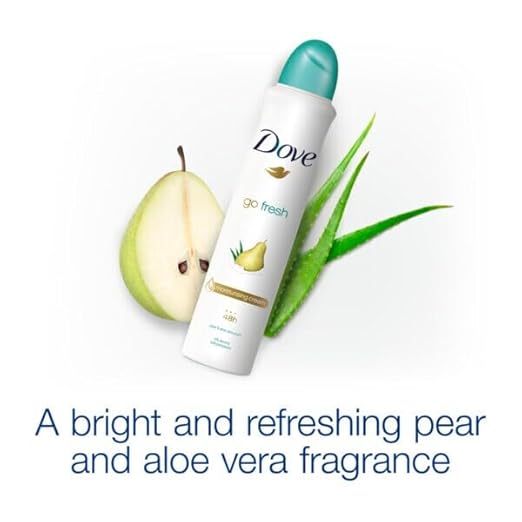 Dove
go fresh
moisturising cream
48h
A bright and refreshing pear
and aloe vera fragrance